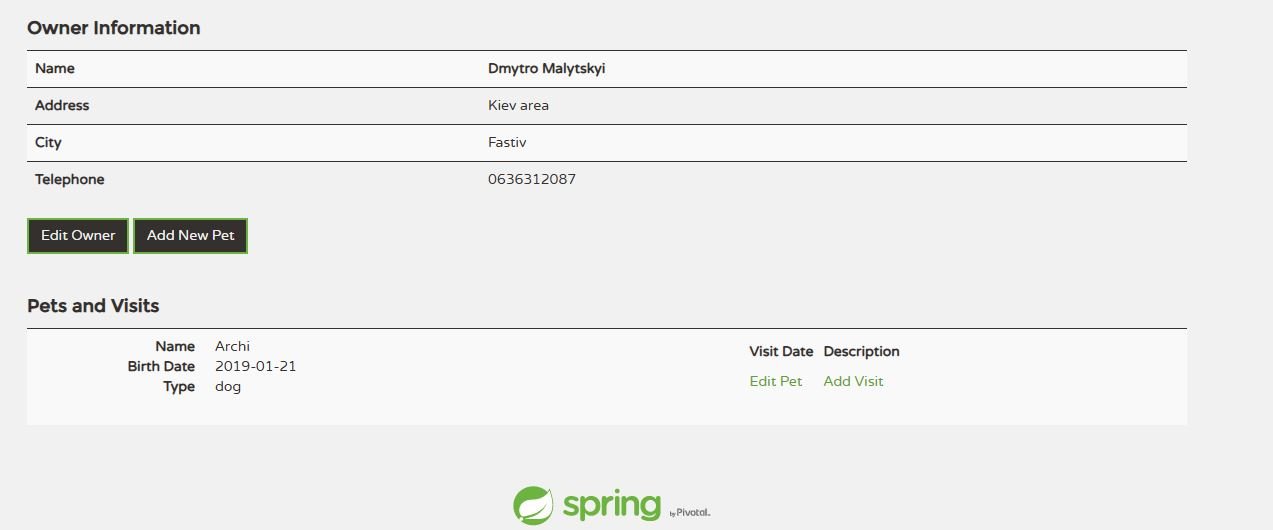 Owner Information
Name Dmytro Malytskyi
Address Kiev area
City Fastiv
Telephone 0636312087
Edit Owner Add New Pet
Pets and Visits
Name Archi
Birth Date 2019-01-21
Type dog
Visit Date Description
Edit Pet Add Visit
spring by Pivotal.